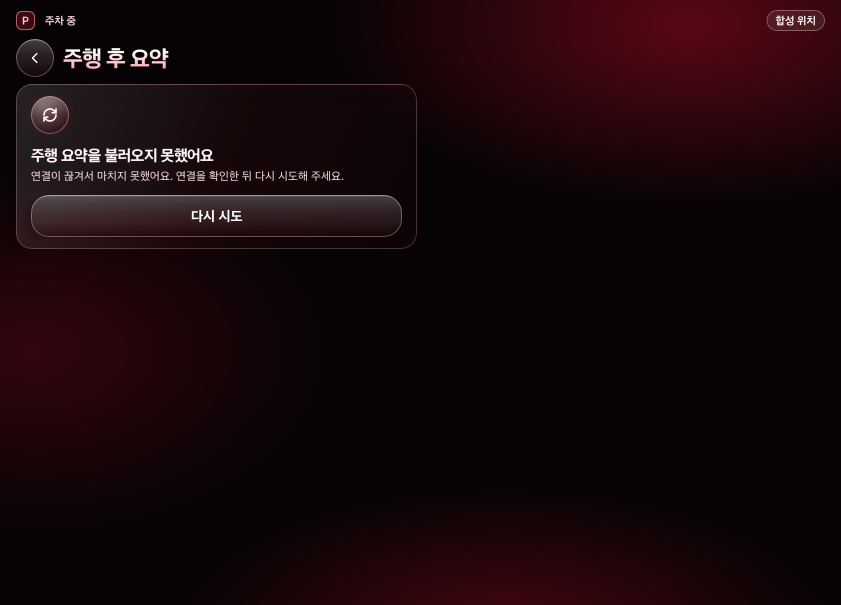 P 주차 중
합성 위치
주행 후 요약
주행 요약을 불러오지 못했어요
연결이 끊겨서 마치지 못했어요. 연결을 확인한 뒤 다시 시도해 주세요.
다시 시도